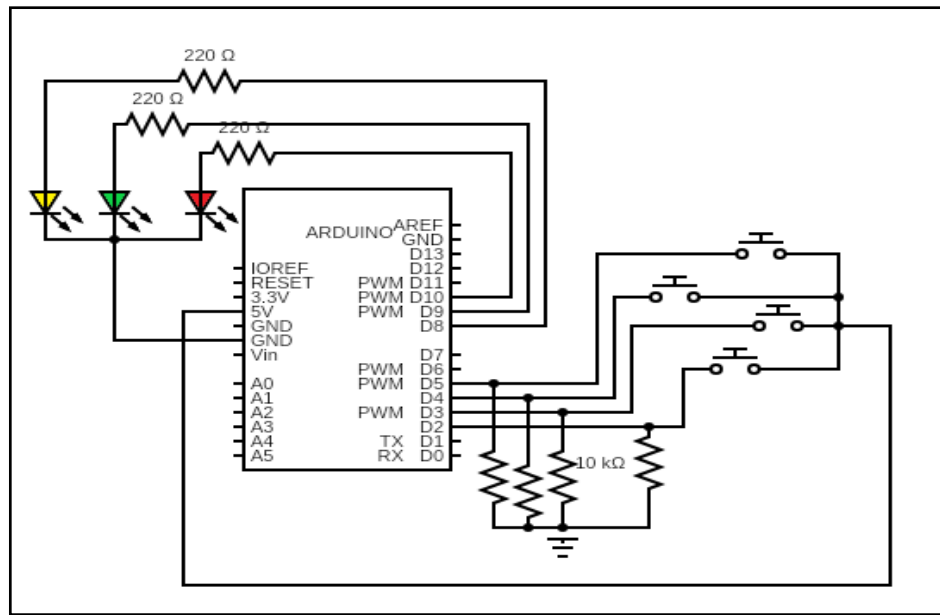 220 Ω
220 Ω
220 Ω
ARDUINO
AREF
GND
D13
D12
IOREF
RESET
PWM D11
3.3V
PWM D10
5V
PWM D9
GND
D8
GND
Vin
D7
PWM D6
A0
PWM D5
A1
D4
A2
PWM D3
A3
D2
A4
TX D1
A5
RX D0
10 kΩ